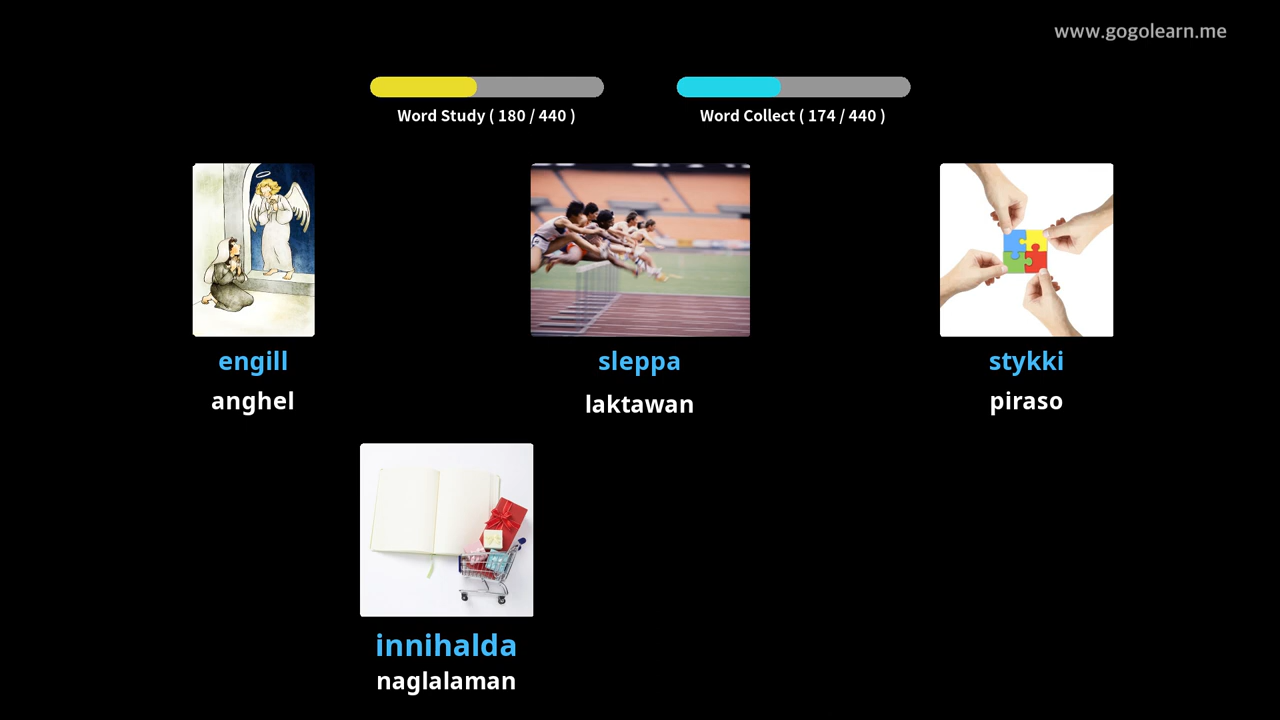 www.gogolearn.me
Word Study ( 180 / 440 )
Word Collect ( 174 / 440 )
engill
anghel
sleppa
laktawan
stykki
piraso
innihalda
naglalaman